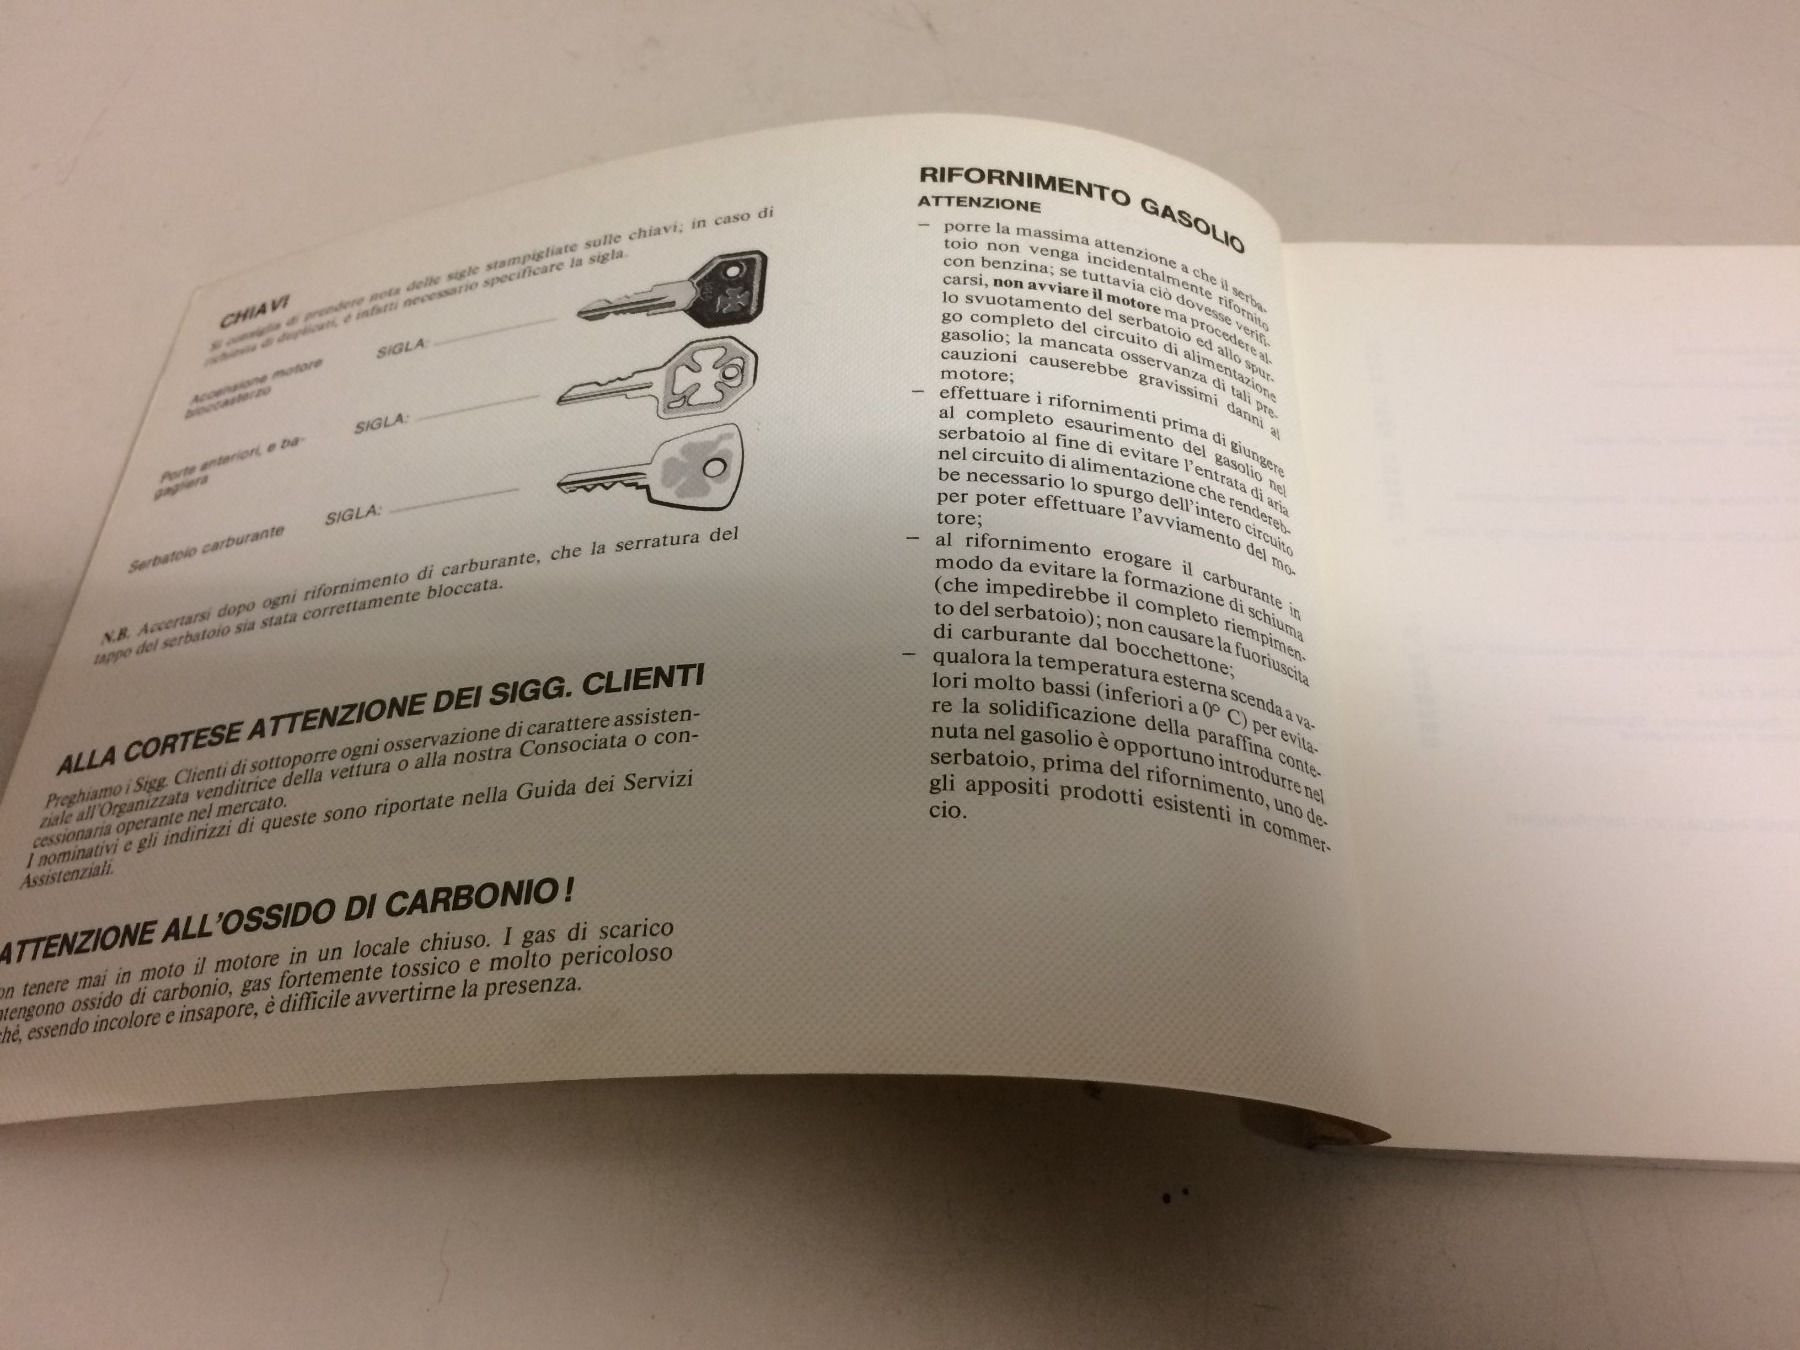 CHIAVI
Si consiglia di prendere nota delle sigle stampigliate sulle chiavi; in caso di
richiesta di duplicati, è infatti necessario specificare la sigla.
Accensione motore
bloccasterzo
SIGLA:
Porte anteriori, e ba-
gagliera
SIGLA:
Serbatoio carburante
SIGLA:
N.B. Accertarsi dopo ogni rifornimento di carburante, che la serratura del
tappo del serbatoio sia stata correttamente bloccata.
ALLA CORTESE ATTENZIONE DEI SIGG. CLIENTI
Preghiamo i Sigg. Clienti di sottoporre ogni osservazione di carattere assisten-
ziale all'Organizzata venditrice della vettura o alla nostra Consociata o con-
cessionaria operante nel mercato.
I nominativi e gli indirizzi di queste sono riportate nella Guida dei Servizi
Assistenziali.
ATTENZIONE ALL'OSSIDO DI CARBONIO!
on tenere mai in moto il motore in un locale chiuso. I gas di scarico
ntengono ossido di carbonio, gas fortemente tossico e molto pericoloso
ché, essendo incolore e insapore, è difficile avvertirne la presenza.
RIFORNIMENTO GASOLIO
ATTENZIONE
– porre la massima attenzione a che il serba-
toio non venga incidentalmente rifornito
con benzina; se tuttavia ciò dovesse verifi-
carsi, non avviare il motore ma procedere al-
lo svuotamento del serbatoio ed allo spur-
go completo del circuito di alimentazione
gasolio; la mancata osservanza di tali pre-
cauzioni causerebbe gravissimi danni al
motore;
– effettuare i rifornimenti prima di giungere
al completo esaurimento del gasolio nel
serbatoio al fine di evitare l'entrata di aria
nel circuito di alimentazione che rendereb-
be necessario lo spurgo dell'intero circuito
per poter effettuare l'avviamento del mo-
tore;
– al rifornimento erogare il carburante in
modo da evitare la formazione di schiuma
(che impedirebbe il completo riempimen-
to del serbatoio); non causare la fuoriuscita
di carburante dal bocchettone;
– qualora la temperatura esterna scenda a va-
lori molto bassi (inferiori a 0° C) per evita-
re la solidificazione della paraffina conte-
nuta nel gasolio è opportuno introdurre nel
serbatoio, prima del rifornimento, uno de-
gli appositi prodotti esistenti in commer-
cio.